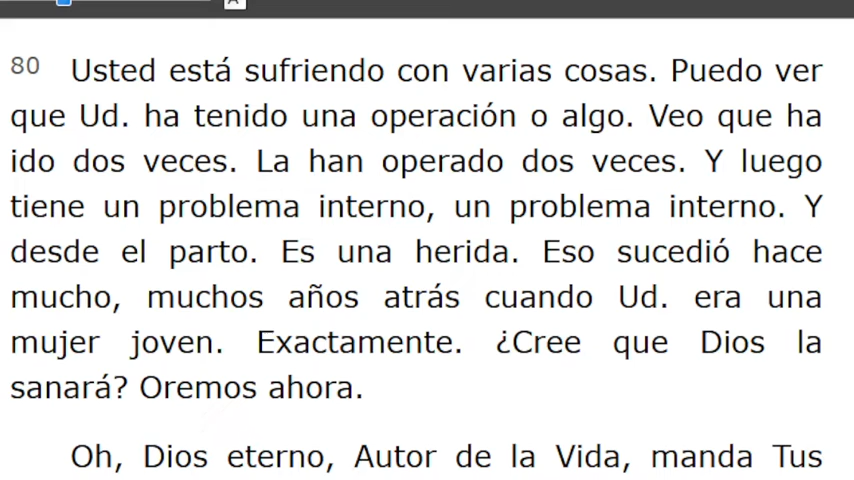 80 Usted está sufriendo con varias cosas. Puedo ver
que Ud. ha tenido una operación o algo. Veo que ha
ido dos veces. La han operado dos veces. Y luego
tiene un problema interno, un problema interno. Y
desde el parto. Es una herida. Eso sucedió hace
mucho, muchos años atrás cuando Ud. era una
mujer joven. Exactamente. ¿Cree que Dios la
sanará? Oremos ahora.
Oh, Dios eterno, Autor de la Vida, manda Tus